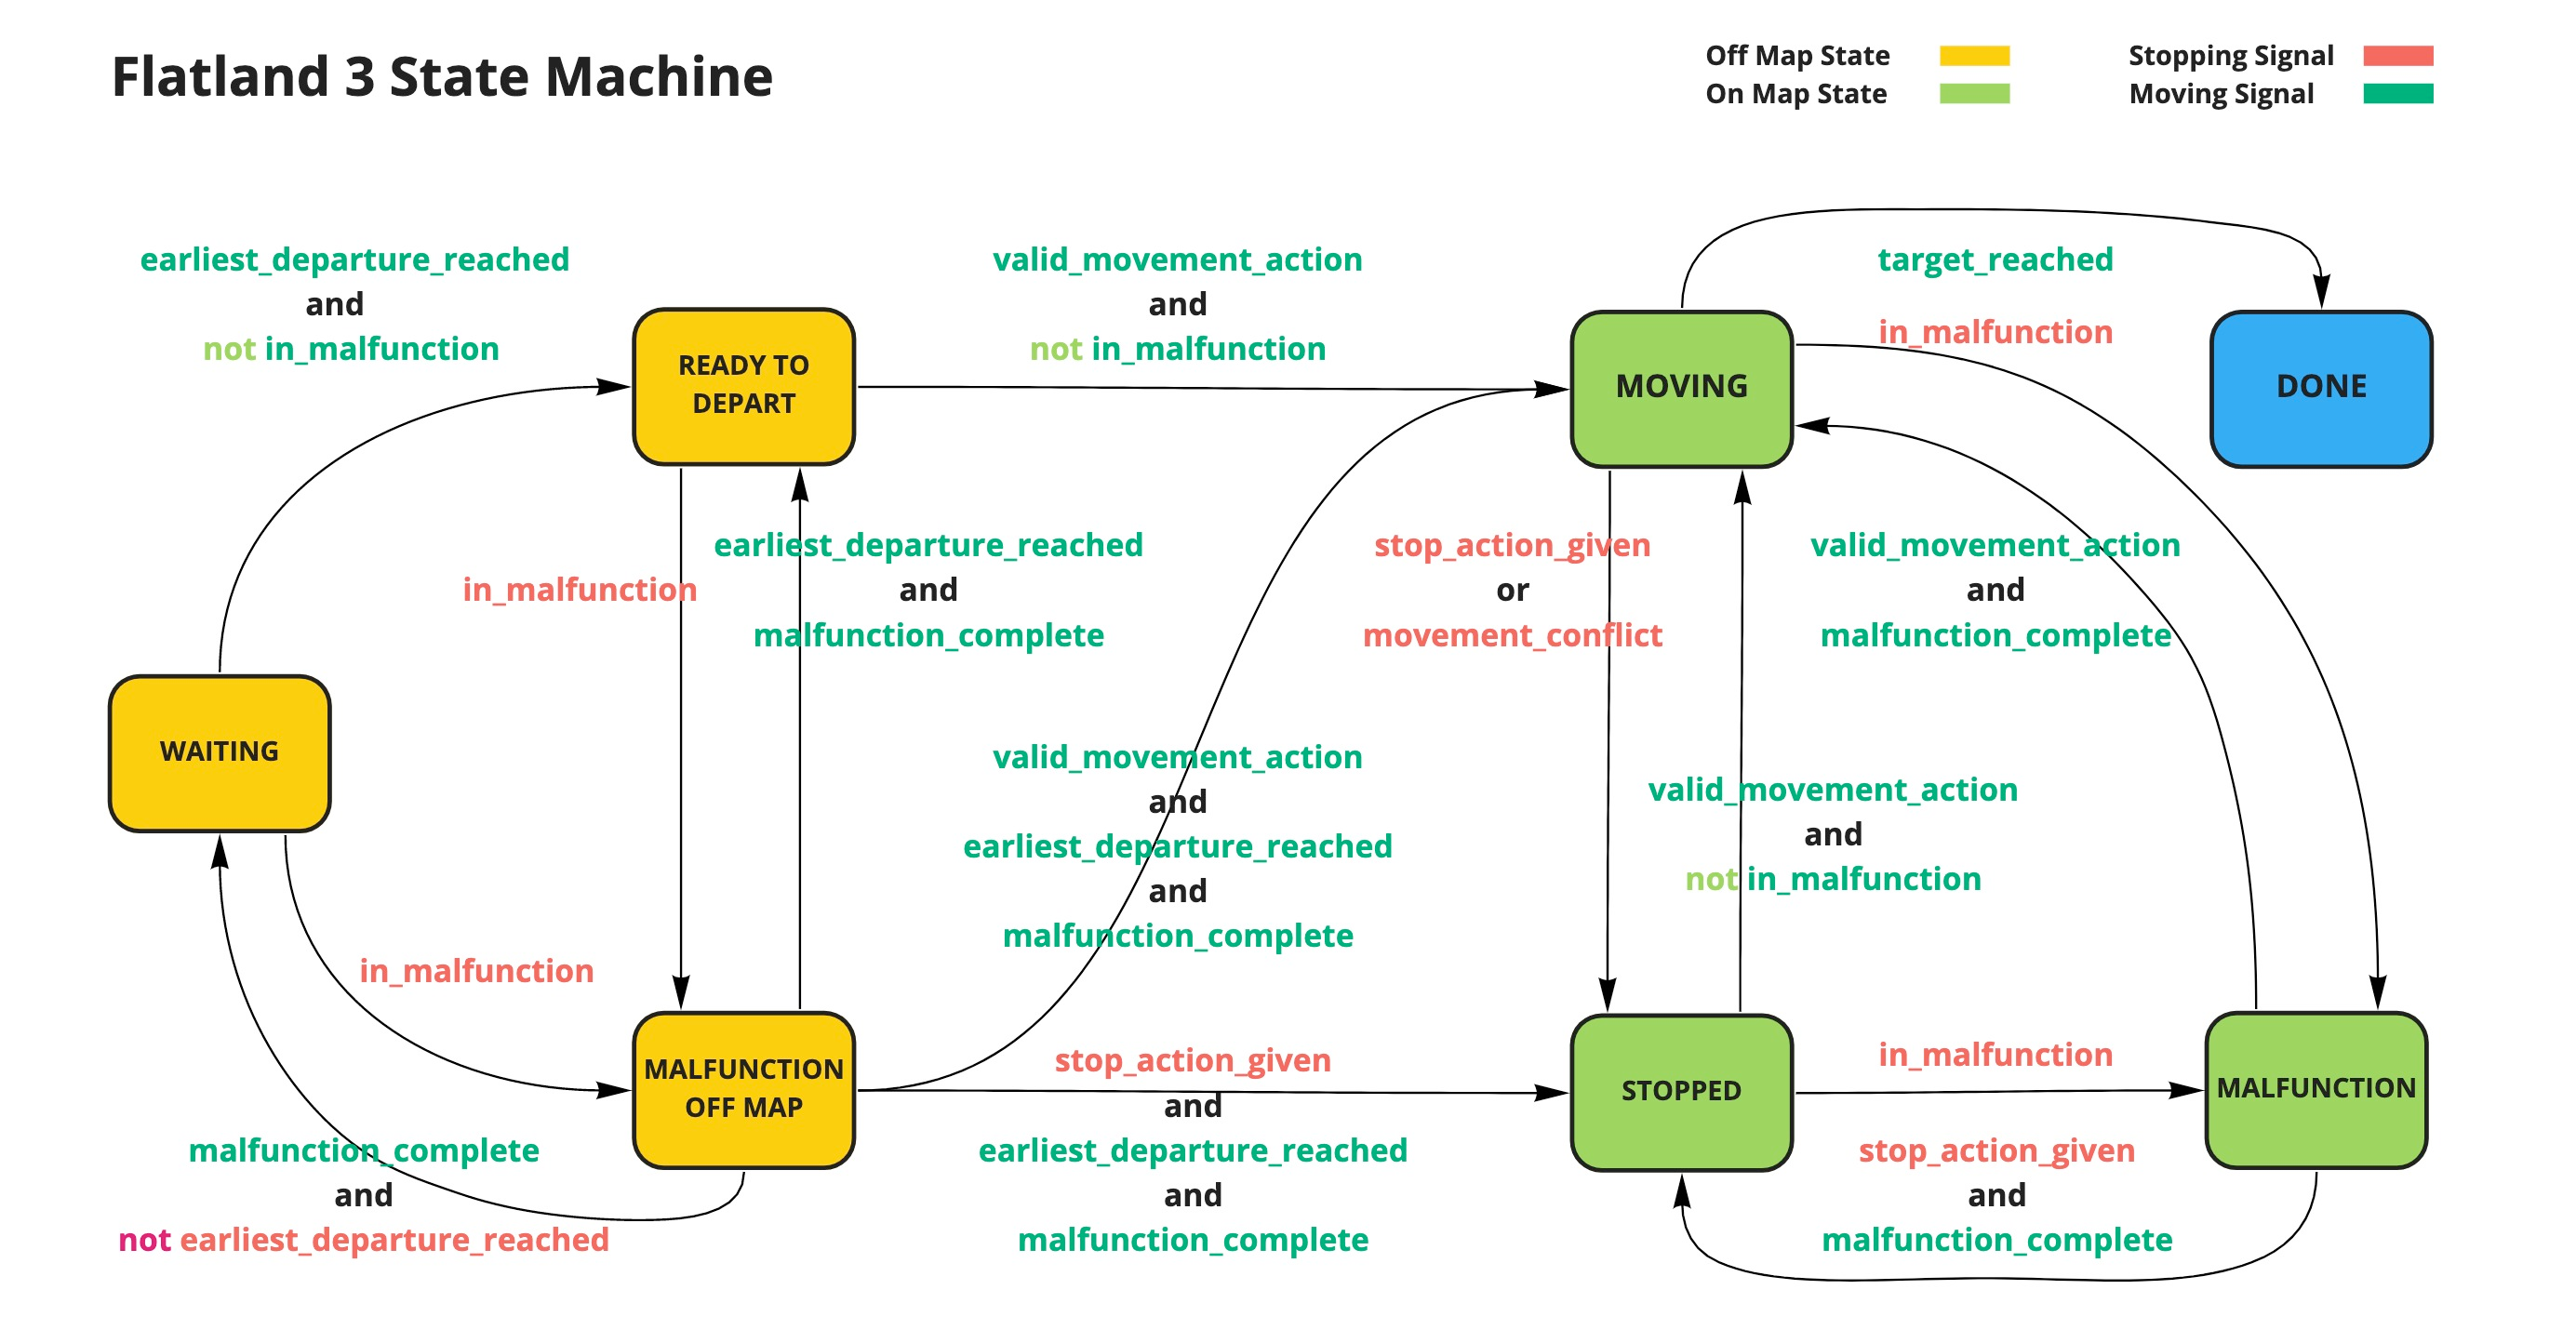 Flatland 3 State Machine
Off Map State
On Map State
Stopping Signal
Moving Signal
earliest_departure_reached
and
not in_malfunction
valid_movement_action
and
not in_malfunction
target_reached
in_malfunction
READY TO
DEPART
MOVING
DONE
in_malfunction
earliest_departure_reached
and
malfunction_complete
stop_action_given
or
movement_conflict
valid_movement_action
and
malfunction_complete
WAITING
valid_movement_action
and
earliest_departure_reached
and
malfunction_complete
valid_movement_action
and
not in_malfunction
in_malfunction
MALFUNCTION
OFF MAP
stop_action_given
and
earliest_departure_reached
and
malfunction_complete
STOPPED
in_malfunction
MALFUNCTION
malfunction_complete
and
not earliest_departure_reached
stop_action_given
and
malfunction_complete